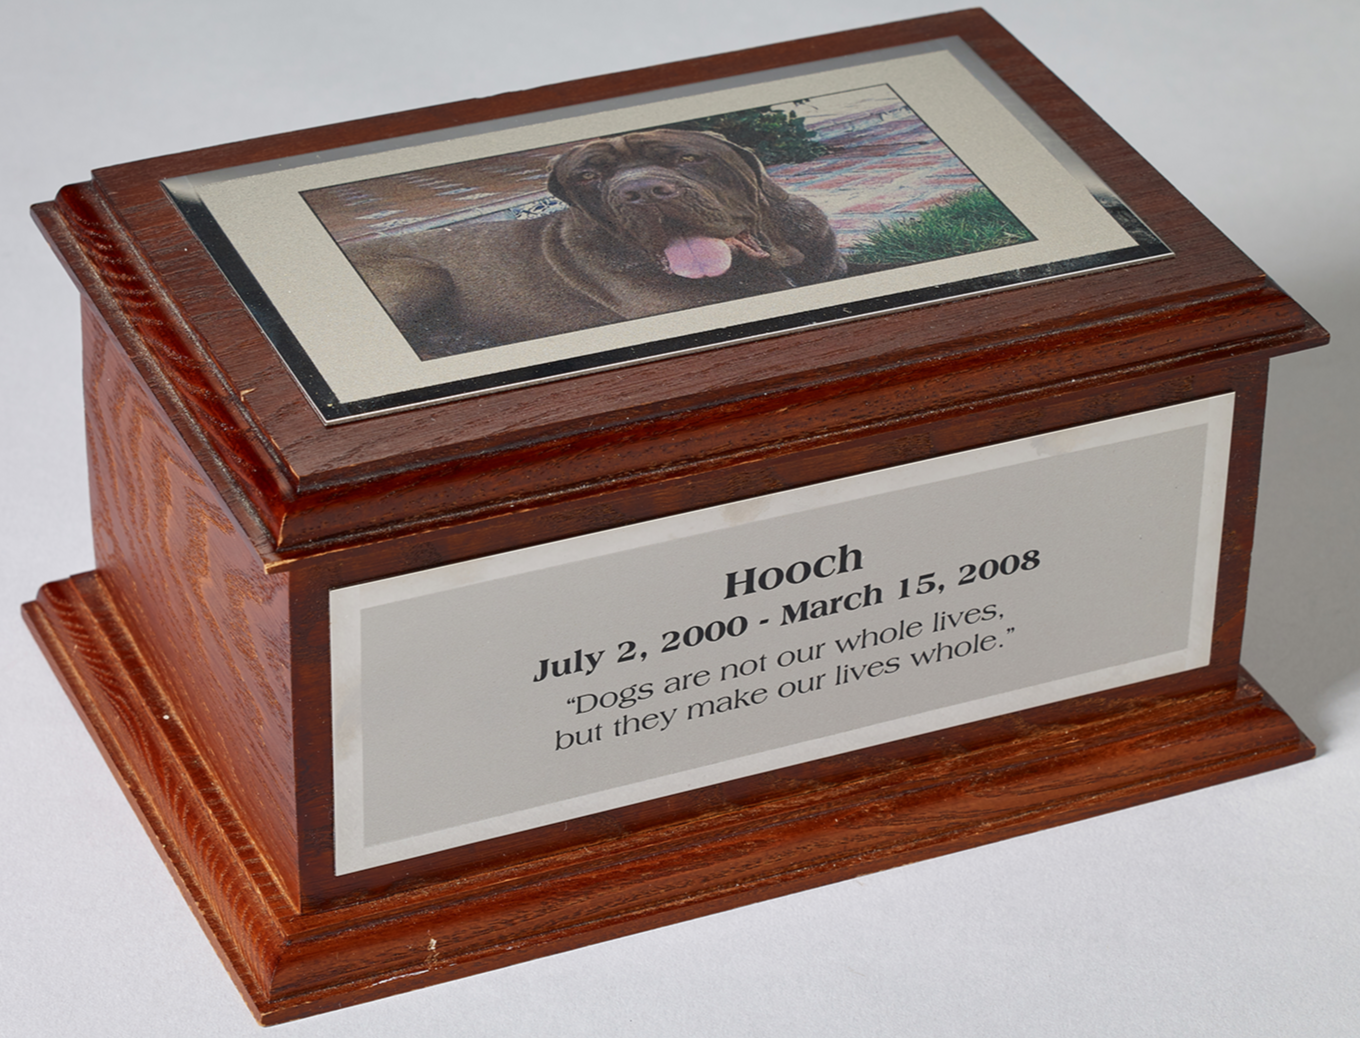 Hooch
July 2, 2000 - March 15, 2008
“Dogs are not our whole lives,
but they make our lives whole.”